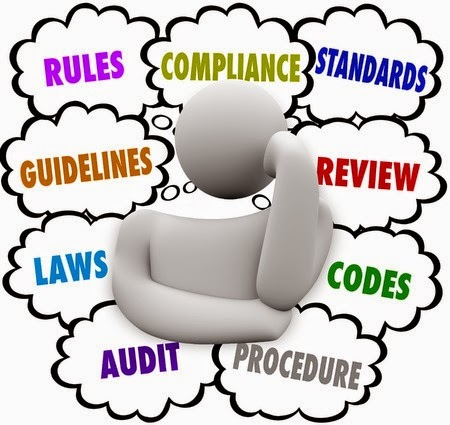 RULES
COMPLIANCE
STANDARDS
GUIDELINES
REVIEW
LAWS
CODES
AUDIT
PROCEDURE